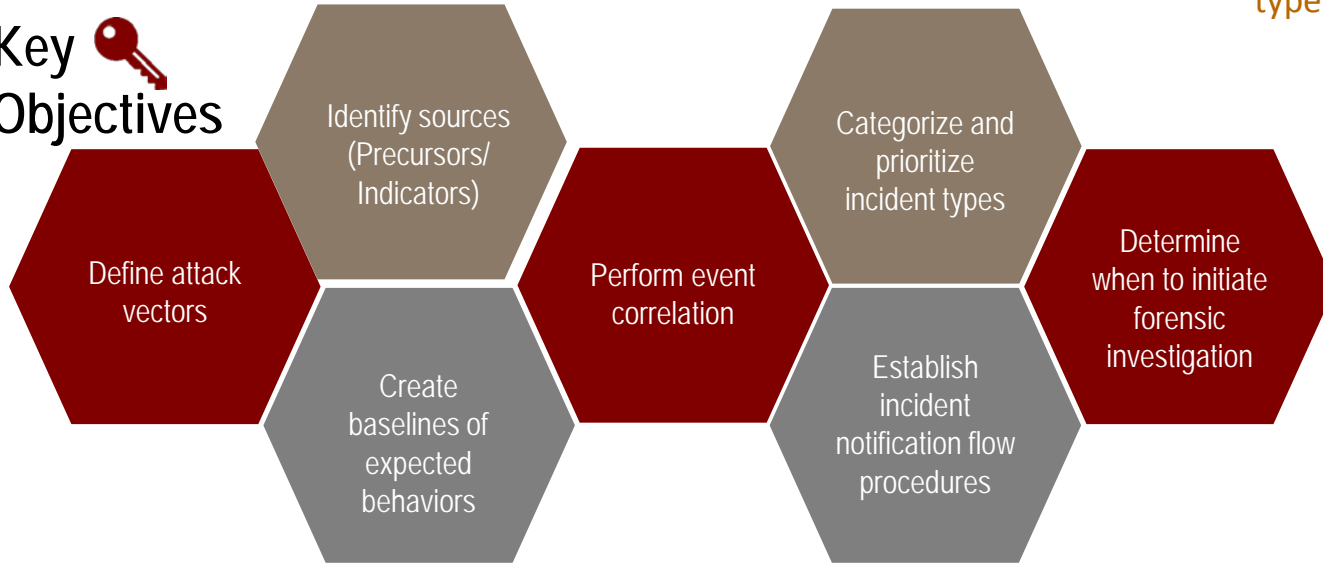 type
Key
Objectives
Identify sources
(Precursors/
Indicators)
Categorize and
prioritize
incident types
Define attack
vectors
Perform event
correlation
Determine
when to initiate
forensic
investigation
Create
baselines of
expected
behaviors
Establish
incident
notification flow
procedures